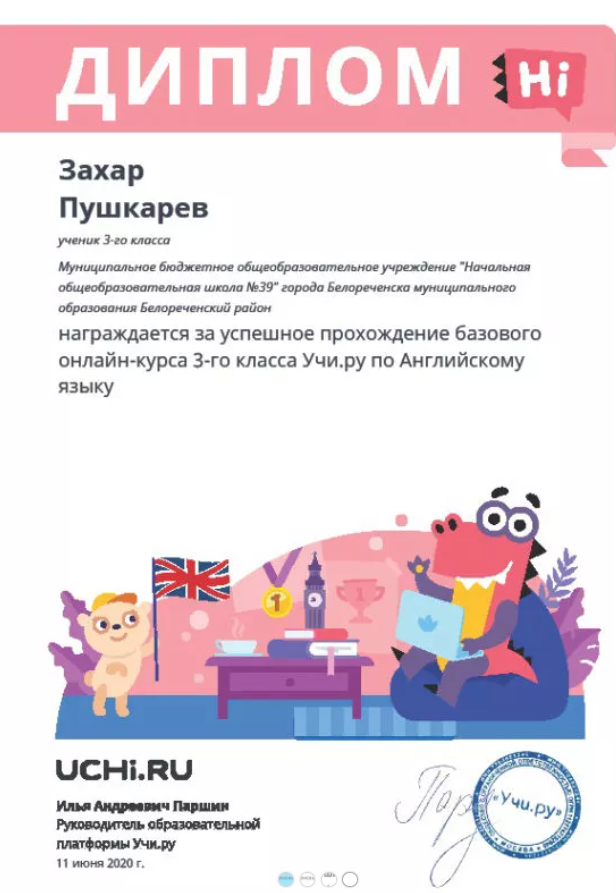 ДИПЛОМ
Hi
Захар
Пушкарев
ученик 3-го класса
Муниципальное бюджетное общеобразовательное учреждение "Начальная
общеобразовательная школа №39" города Белореченска муниципального
образования Белореченский район
награждается за успешное прохождение базового
онлайн-курса 3-го класса Учи.ру по Английскому
языку
1
UCHi.RU
Илья Андреевич Паршин
Руководитель образовательной
платформы Учи.ру
11 июня 2020 г.
«Учи.ру»
МОСКВА